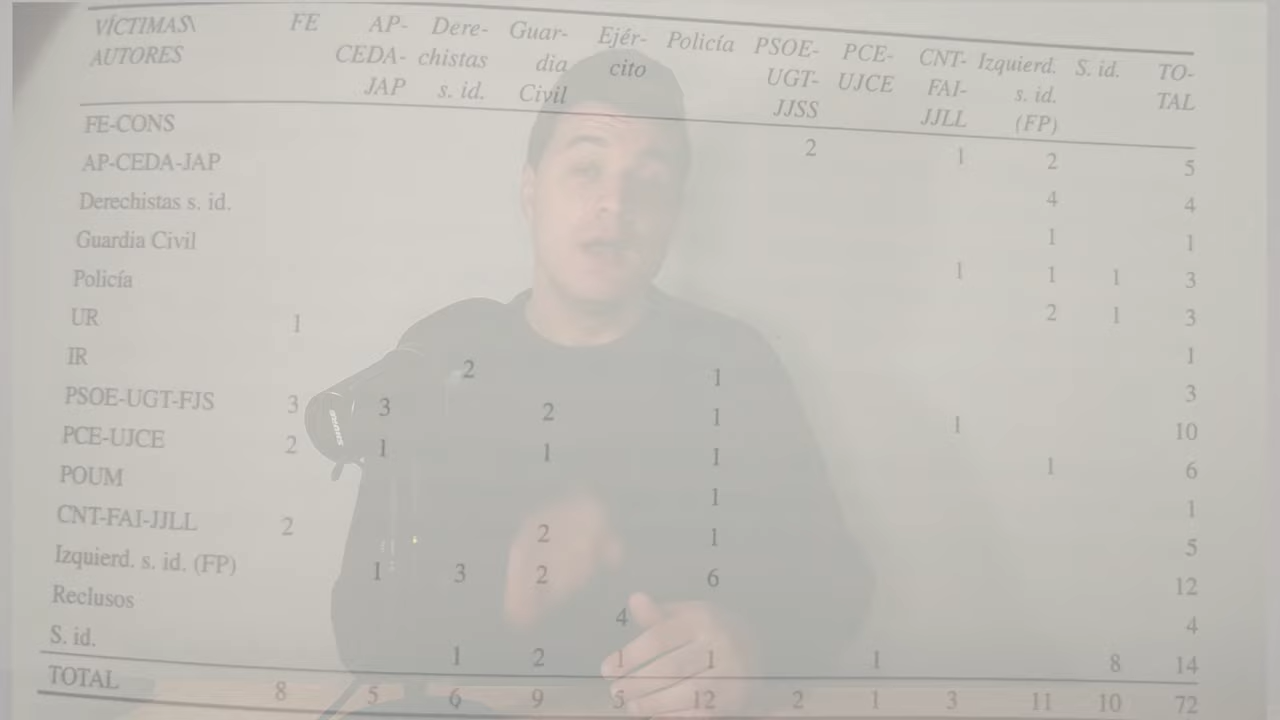 VÍCTIMAS\ FE AP- Dere- Guar- Ejér- Policía PSOE- PCE- CNT- Izquierd. S. id. TO-
AUTORES CEDA- chistas dia cito UGT- UJCE FAI- s. id. TAL
JAP s. id. Civil JJSS JJLL (FP)
FE-CONS 2 1 2 5
AP-CEDA-JAP 4 4
Derechistas s. id. 1 1
Guardia Civil 1 1 1 3
Policía 2 1 3
UR 1 1
IR 2 1 3
PSOE-UGT-FJS 3 3 2 1 1 10
PCE-UJCE 2 1 1 1 1 6
POUM 1 1
CNT-FAI-JJLL 2 2 1 5
Izquierd. s. id. (FP) 1 3 2 6 12
Reclusos 4 4
S. id. 1 2 1 1 1 8 14
TOTAL 8 5 6 9 5 12 2 1 3 11 10 72